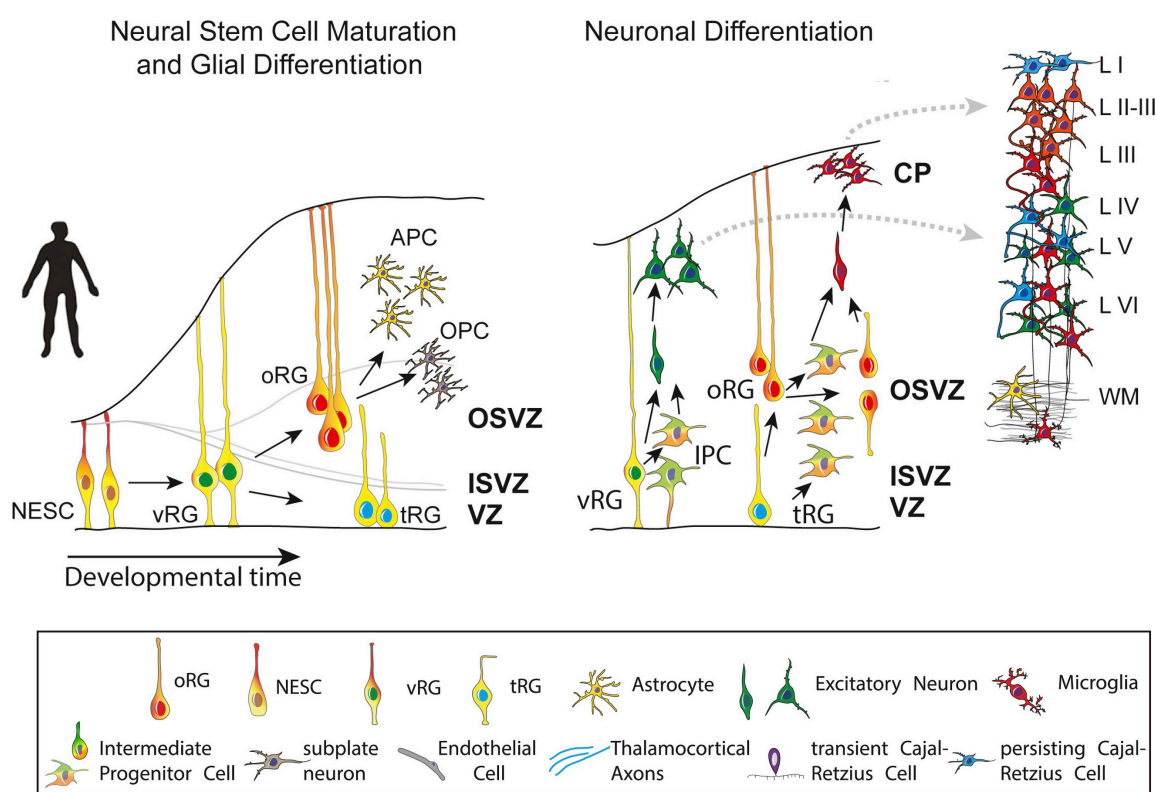 Neural Stem Cell Maturation
and Glial Differentiation
Neuronal Differentiation
L I
L II-III
L III
L IV
L V
L VI
WM
CP
APC
OPC
oRG
OSVZ
ISVZ
VZ
NESC
vRG
tRG
Developmental time
oRG
OSVZ
IPC
ISVZ
VZ
vRG
tRG
oRG
NESC
vRG
tRG
Astrocyte
Excitatory Neuron
Microglia
Intermediate
Progenitor Cell
subplate
neuron
Endothelial
Cell
Thalamocortical
Axons
transient Cajal-
Retzius Cell
persisting Cajal-
Retzius Cell